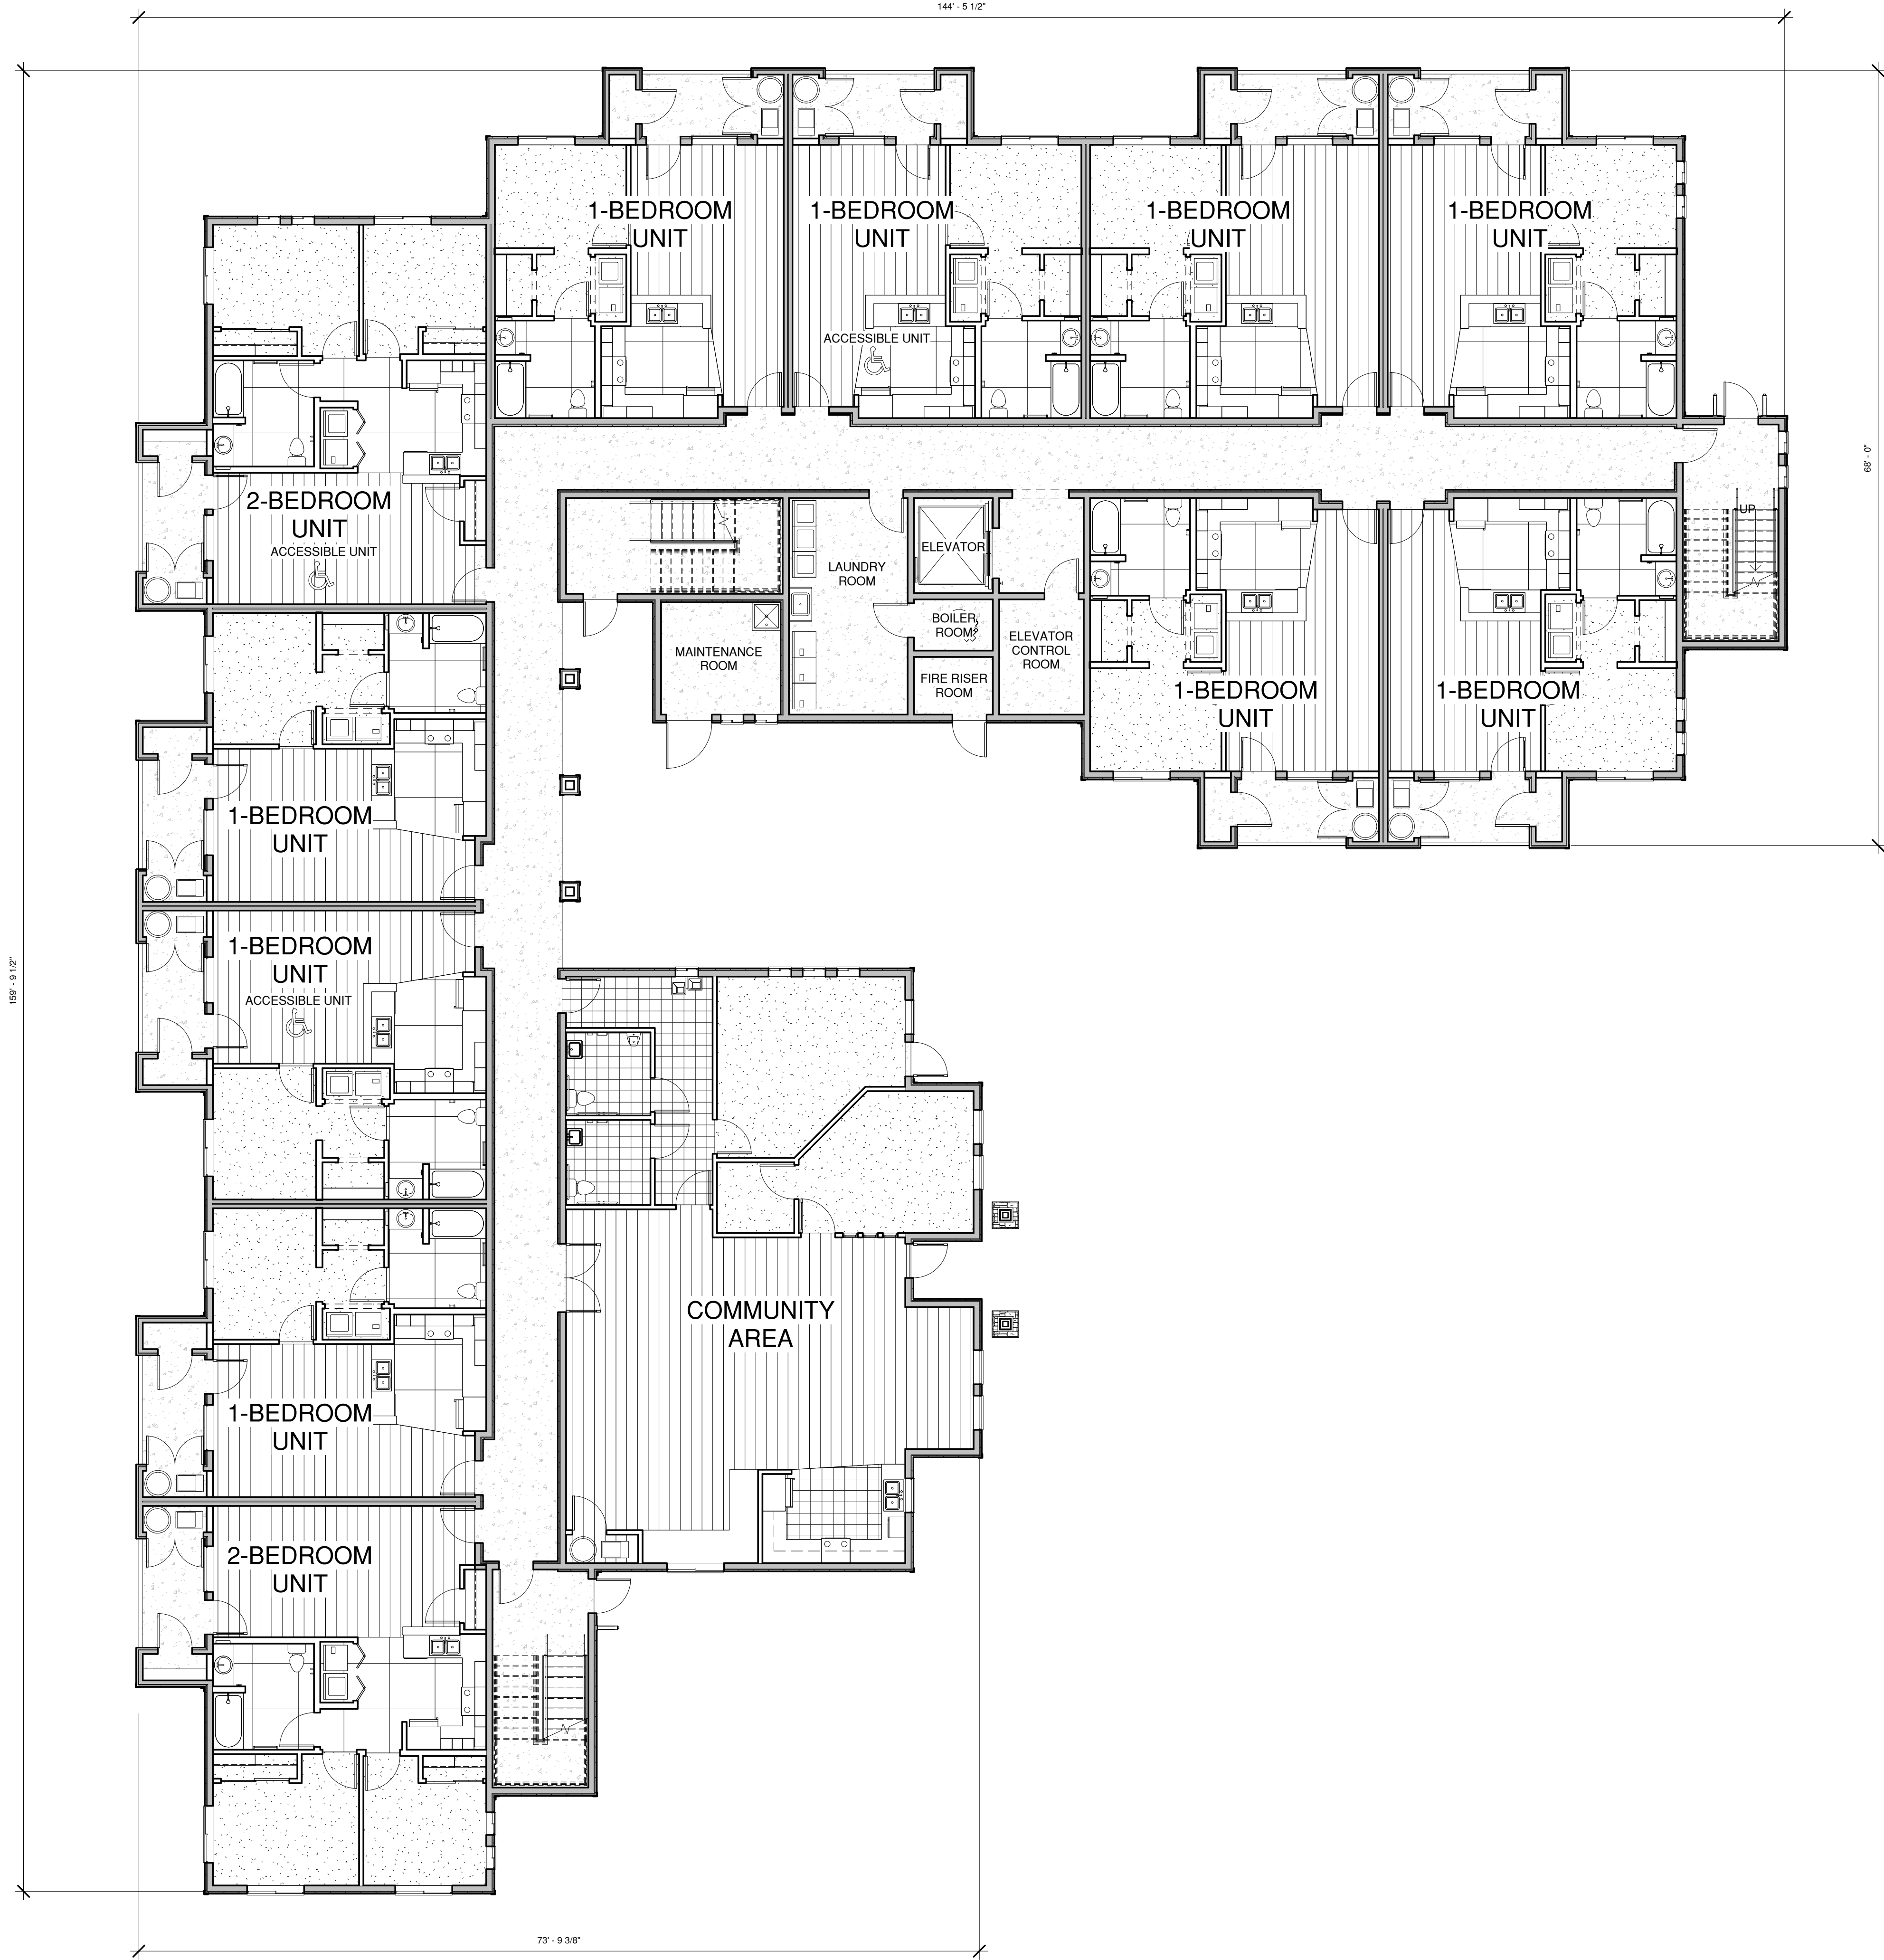 144' - 5 1/2"
1-BEDROOM
UNIT
1-BEDROOM
UNIT
1-BEDROOM
UNIT
1-BEDROOM
UNIT
ACCESSIBLE UNIT
68' - 0"
2-BEDROOM
UNIT
ACCESSIBLE UNIT
UP
ELEVATOR
LAUNDRY
ROOM
BOILER
ROOM
ELEVATOR
CONTROL
ROOM
MAINTENANCE
ROOM
FIRE RISER
ROOM
1-BEDROOM
UNIT
1-BEDROOM
UNIT
1-BEDROOM
UNIT
1-BEDROOM
UNIT
ACCESSIBLE UNIT
159' - 9 1/2"
COMMUNITY
AREA
1-BEDROOM
UNIT
2-BEDROOM
UNIT
73' - 9 3/8"